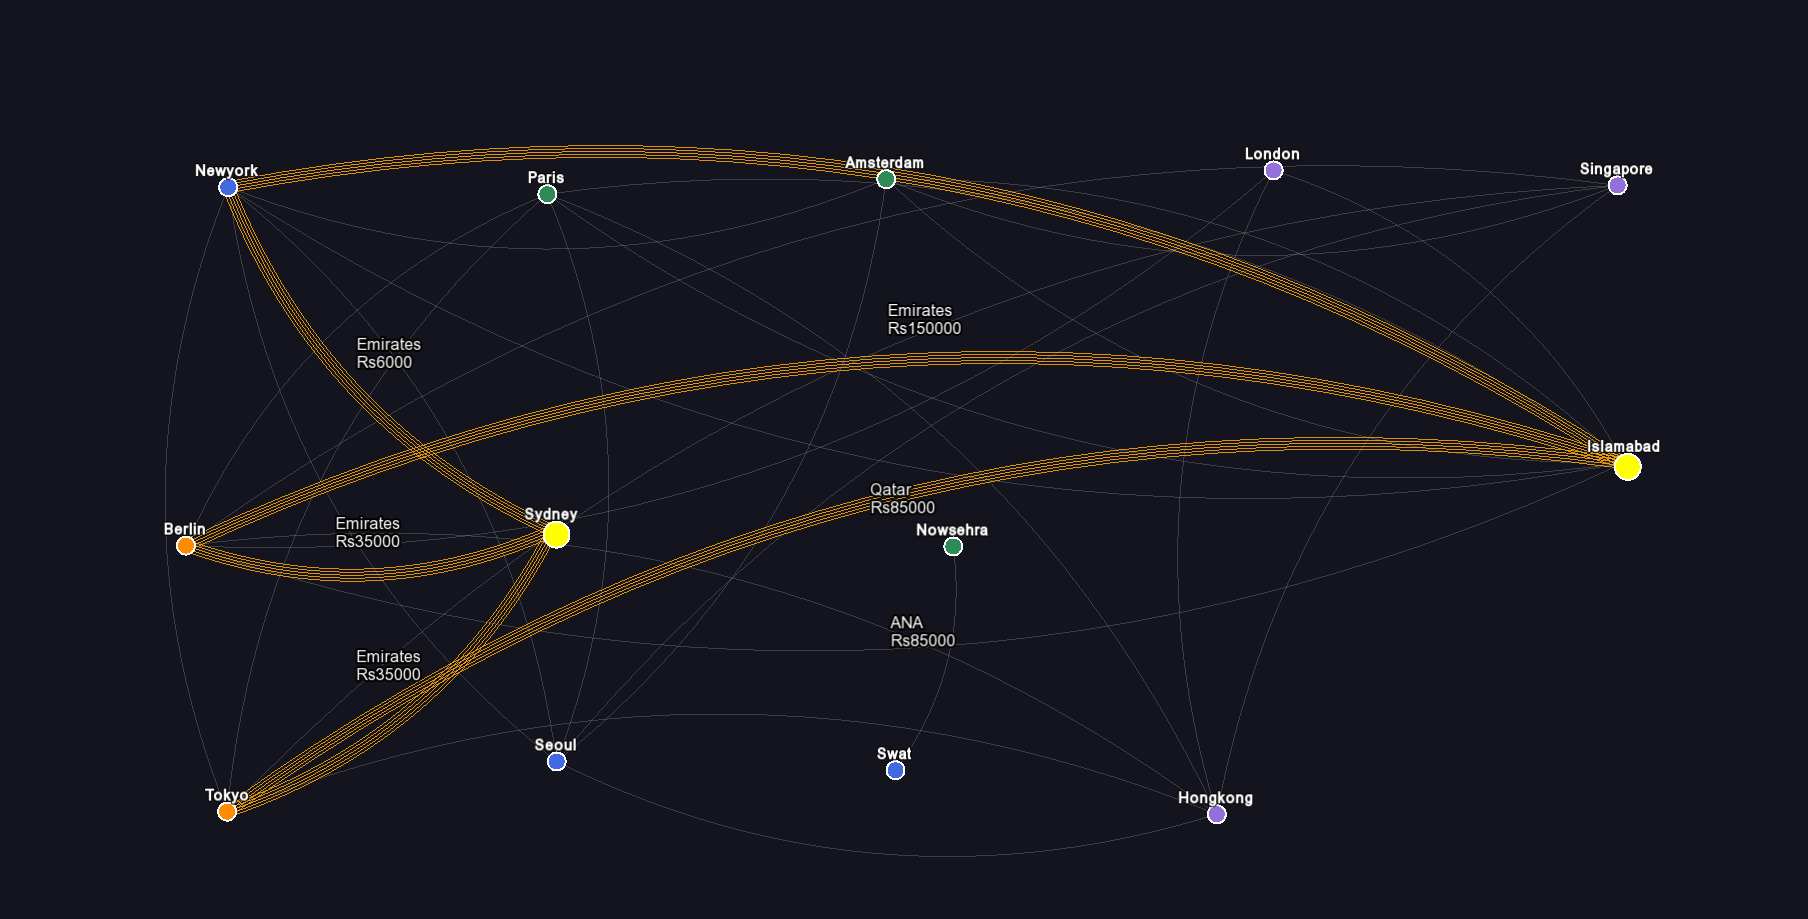 London
Amsterdam
Singapore
Newyork
Paris
Emirates
Rs150000
Emirates
Rs6000
Islamabad
Qatar
Rs85000
Sydney
Emirates
Rs35000
Berlin
Nowsehra
ANA
Rs85000
Emirates
Rs35000
Seoul
Swat
Tokyo
Hongkong